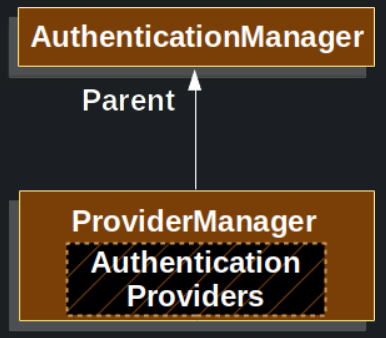 AuthenticationManager
Parent
ProviderManager
Authentication
Providers